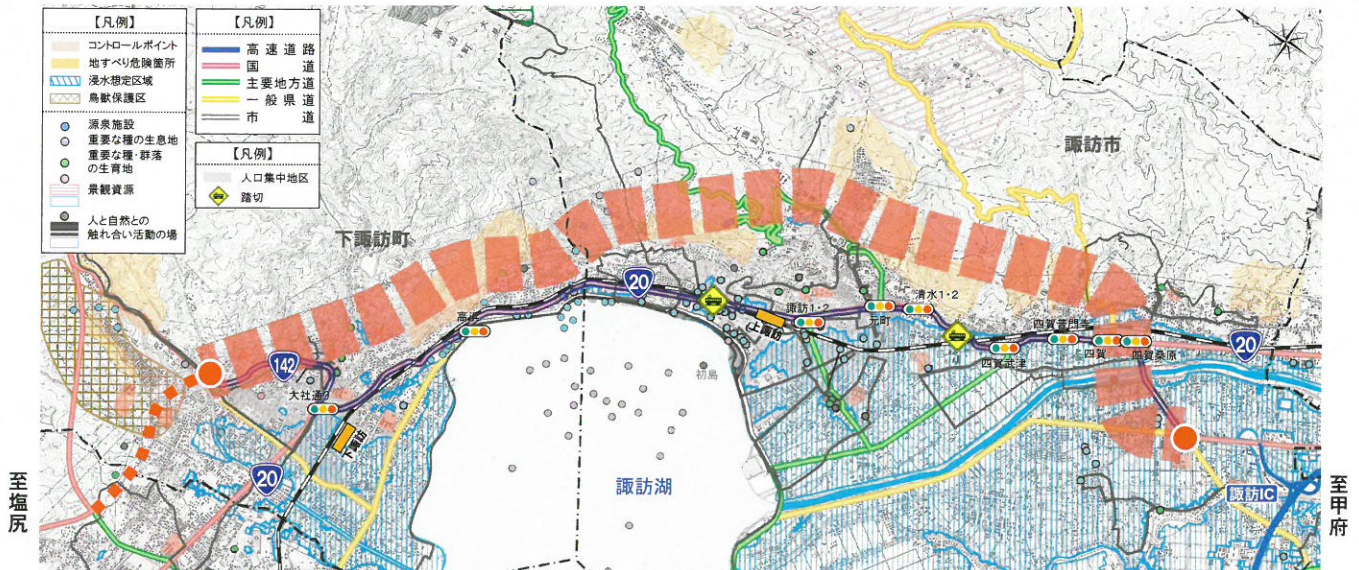 【凡例】
コントロールポイント
地すべり危険箇所
浸水想定区域
鳥獣保護区
源泉施設
重要な種の生息地
重要な種・群落
の生育地
景観資源
人と自然との
触れ合い活動の場
【凡例】
高速道路
国道
主要地方道
一般県道
市道
【凡例】
人口集中地区
踏切
諏訪市
下諏訪町
20
諏訪1・2
清水1・2
元町
高浜
上諏訪
四賀普門寺
四賀武津
四賀
四賀桑原
20
142
大社通り
初島
下諏訪
20
諏訪湖
諏訪IC
至塩尻
至甲府